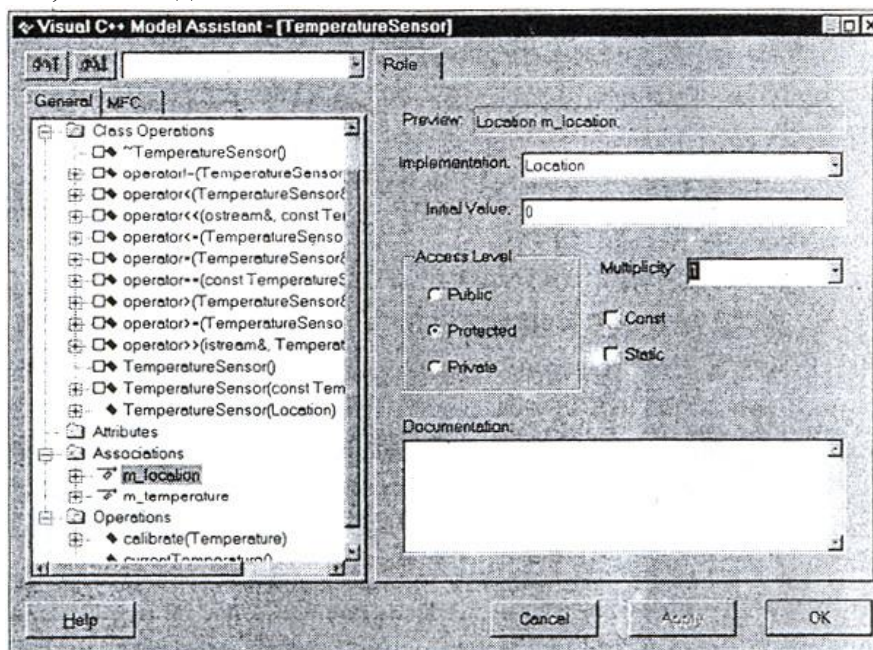 Visual C++ Model Assistant - [TemperatureSensor]
General
MFC
Class Operations
~TemperatureSensor()
operator!=(TemperatureSensor
operator<(TemperatureSensor&
operator<<(ostream&, const Te
operator<=(TemperatureSenso
operator=(TemperatureSensor&
operator==(const TemperatureS
operator>(TemperatureSensor&
operator>=(TemperatureSenso
operator>>(istream&, Temperat
TemperatureSensor()
TemperatureSensor(const Tem
TemperatureSensor(Location)
Attributes
Associations
m_location
m_temperature
Operations
calibrate(Temperature)
currentTemperature()
Role
Preview: Location m_location;
Implementation: Location
Initial Value: 0
Access Level
Public
Protected
Private
Multiplicity: 1
Const
Static
Documentation:
Help
Cancel
Apply
OK